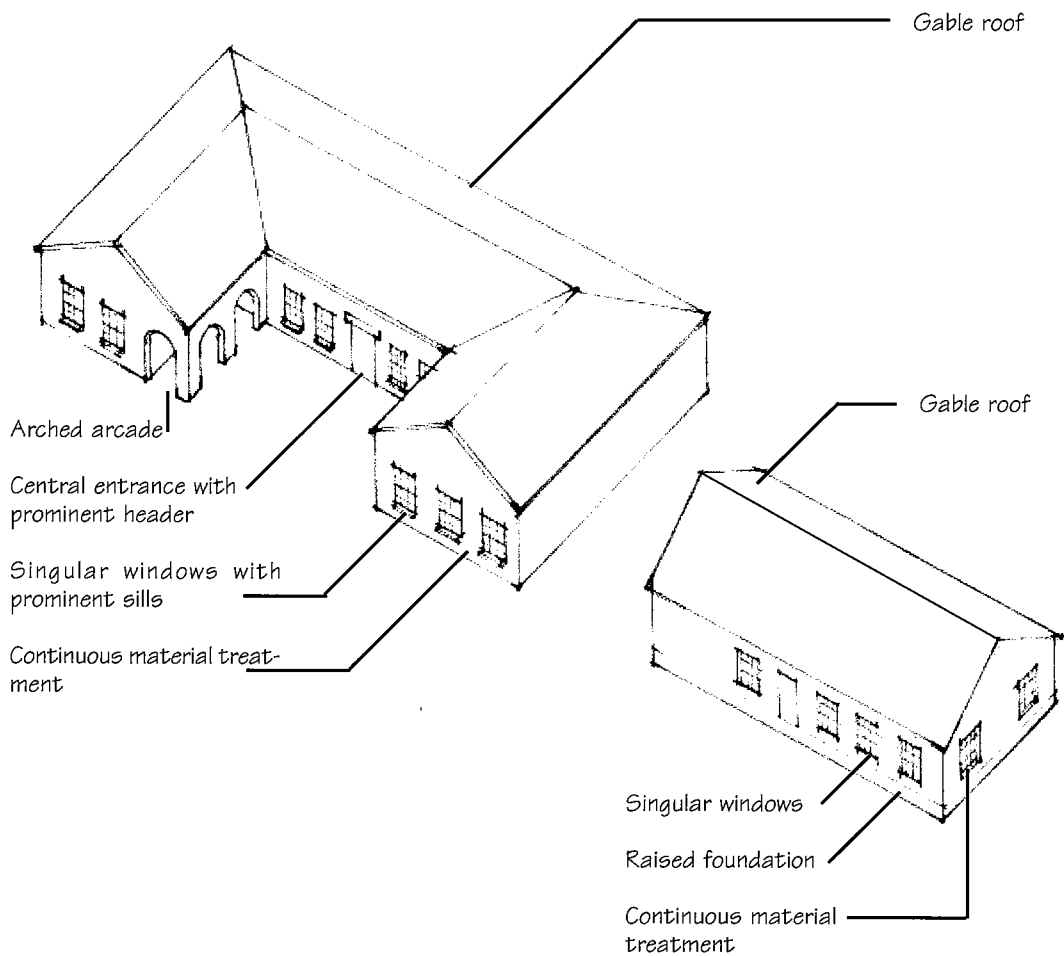 Gable roof
Arched arcade
Central entrance with
prominent header
Singular windows with
prominent sills
Continuous material treat-
ment
Gable roof
Singular windows
Raised foundation
Continuous material
treatment